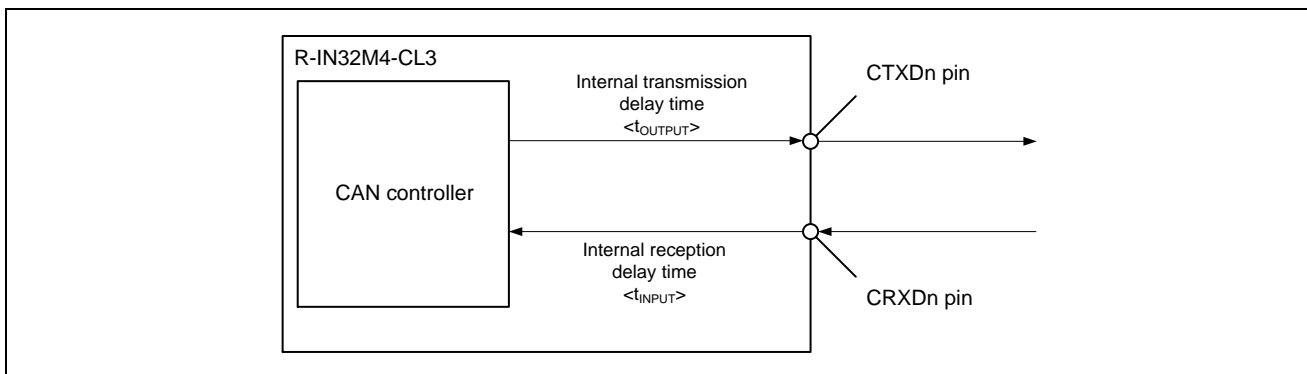 R-IN32M4-CL3
Internal transmission
delay time
<tOUTPUT>
CTXDn pin
CAN controller
Internal reception
delay time
<tINPUT>
CRXDn pin